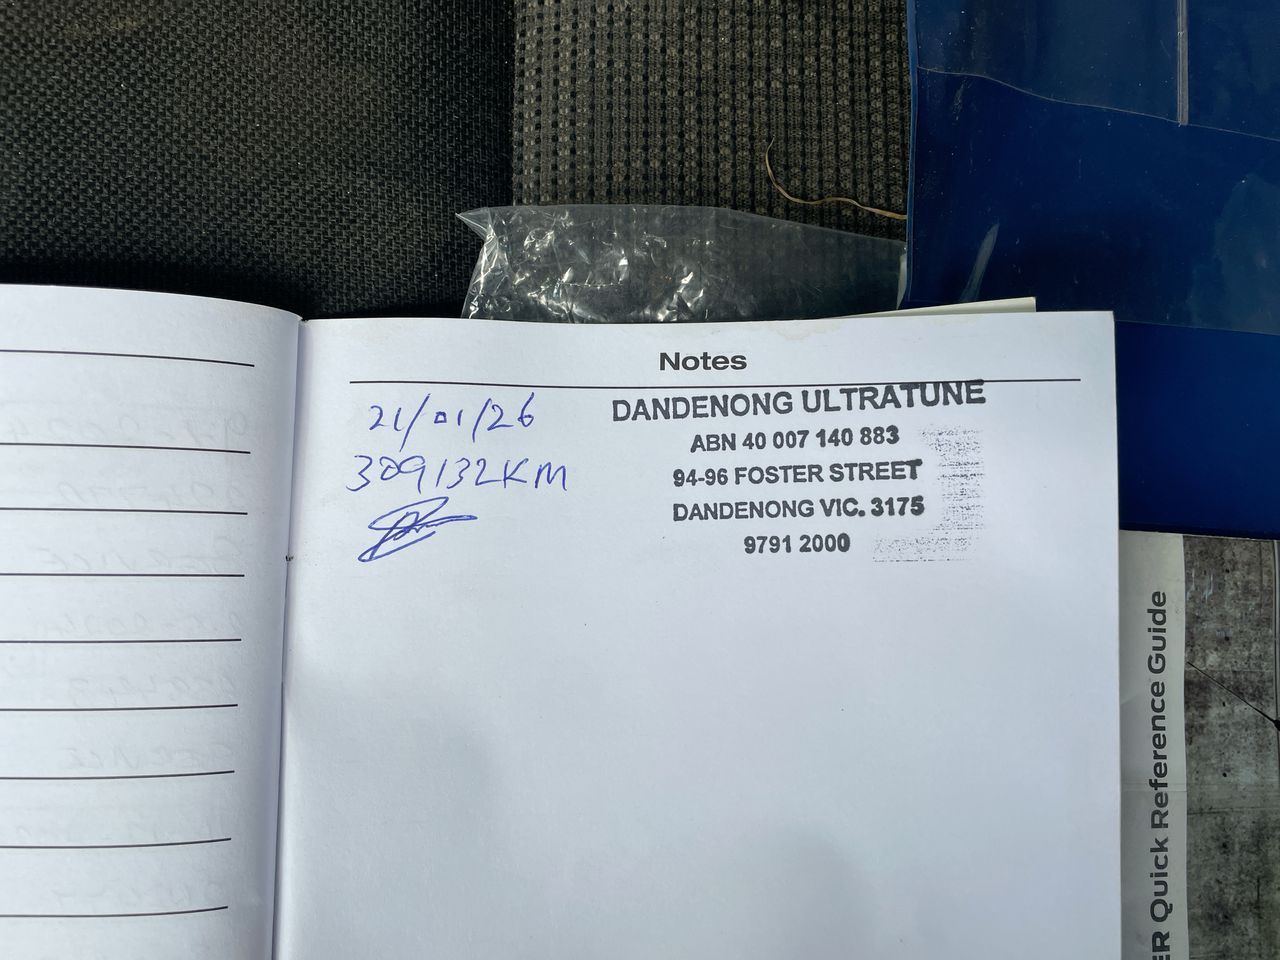 Notes
21/01/26
309132KM
DANDENONG ULTRATUNE
ABN 40 007 140 883
94-96 FOSTER STREET
DANDENONG VIC. 3175
9791 2000
ER Quick Reference Guide